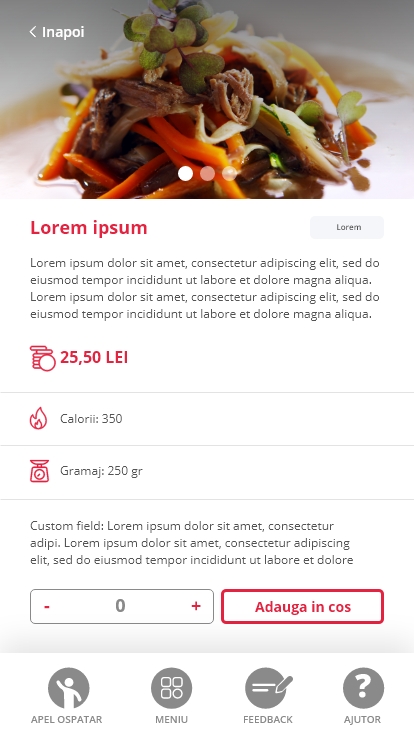 Inapoi
Lorem ipsum
Lorem
Lorem ipsum dolor sit amet, consectetur adipiscing elit, sed do
eiusmod tempor incididunt ut labore et dolore magna aliqua.
Lorem ipsum dolor sit amet, consectetur adipiscing elit, sed do
eiusmod tempor incididunt ut labore et dolore magna aliqua.
25,50 LEI
Calorii: 350
Gramaj: 250 gr
Custom field: Lorem ipsum dolor sit amet, consectetur
adipi. Lorem ipsum dolor sit amet, consectetur adipiscing
elit, sed do eiusmod tempor incididunt ut labore et dolore
- 0 + Adauga in cos
?
APEL OSPATAR MENIU FEEDBACK AJUTOR